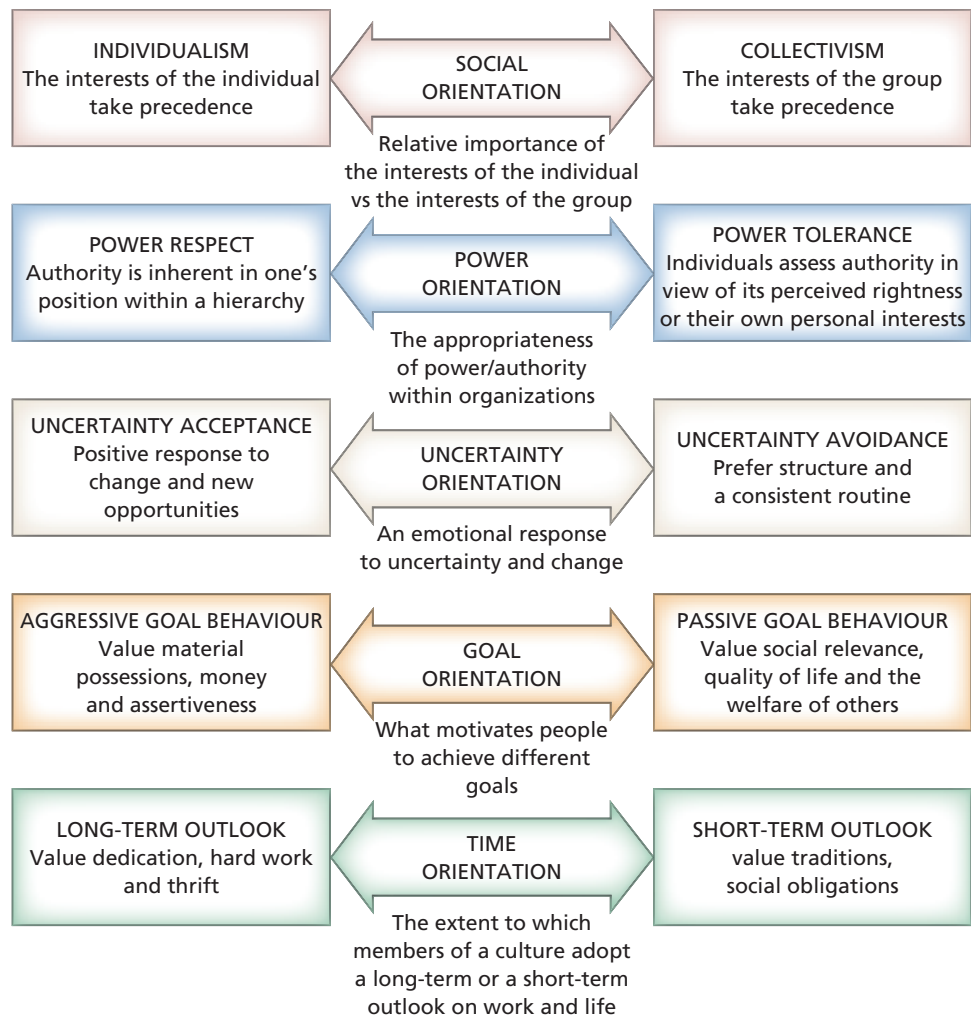 INDIVIDUALISM
The interests of the individual
take precedence
SOCIAL
ORIENTATION
COLLECTIVISM
The interests of the group
take precedence
Relative importance of
the interests of the individual
vs the interests of the group
POWER RESPECT
Authority is inherent in one's
position within a hierarchy
POWER
ORIENTATION
POWER TOLERANCE
Individuals assess authority in
view of its perceived rightness
or their own personal interests
The appropriateness
of power/authority
within organizations
UNCERTAINTY ACCEPTANCE
Positive response to
change and new
opportunities
UNCERTAINTY
ORIENTATION
UNCERTAINTY AVOIDANCE
Prefer structure and
a consistent routine
An emotional response
to uncertainty and change
AGGRESSIVE GOAL BEHAVIOUR
Value material
possessions, money
and assertiveness
GOAL
ORIENTATION
PASSIVE GOAL BEHAVIOUR
Value social relevance,
quality of life and the
welfare of others
What motivates people
to achieve different
goals
LONG-TERM OUTLOOK
Value dedication, hard work
and thrift
TIME
ORIENTATION
SHORT-TERM OUTLOOK
value traditions,
social obligations
The extent to which
members of a culture adopt
a long-term or a short-term
outlook on work and life